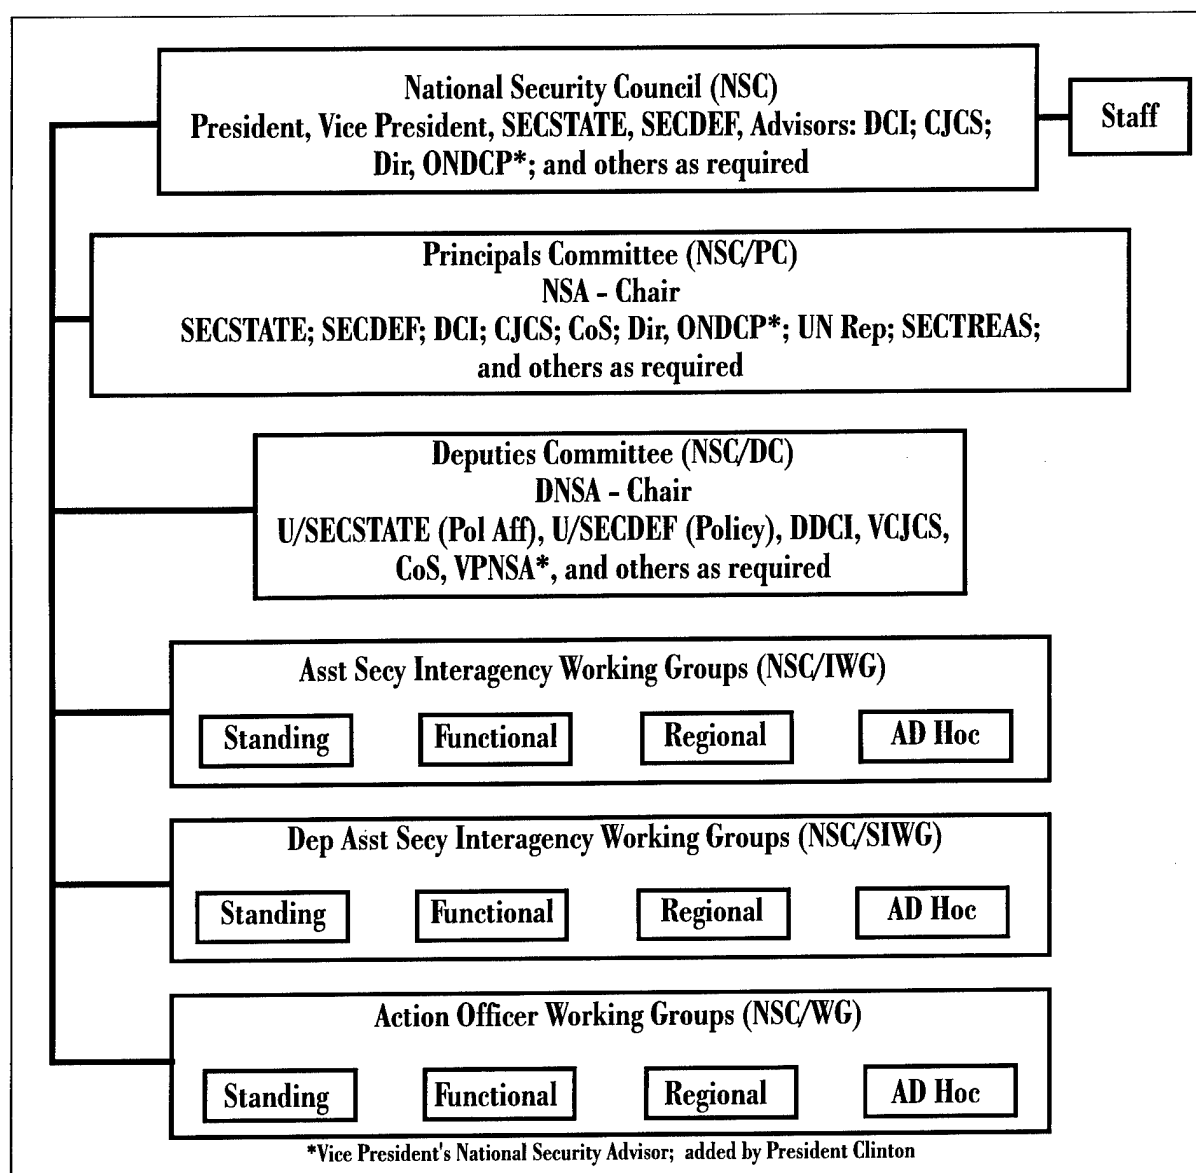 National Security Council (NSC)
President, Vice President, SECSTATE, SECDEF, Advisors: DCI; CJCS;
Dir, ONDCP*; and others as required
Staff
Principals Committee (NSC/PC)
NSA - Chair
SECSTATE; SECDEF; DCI; CJCS; CoS; Dir, ONDCP*; UN Rep; SECTREAS;
and others as required
Deputies Committee (NSC/DC)
DNSA - Chair
U/SECSTATE (Pol Aff), U/SECDEF (Policy), DDCI, VCJCS,
CoS, VPNSA*, and others as required
Asst Secy Interagency Working Groups (NSC/IWG)
Standing
Functional
Regional
AD Hoc
Dep Asst Secy Interagency Working Groups (NSC/SIWG)
Standing
Functional
Regional
AD Hoc
Action Officer Working Groups (NSC/WG)
Standing
Functional
Regional
AD Hoc
*Vice President's National Security Advisor; added by President Clinton